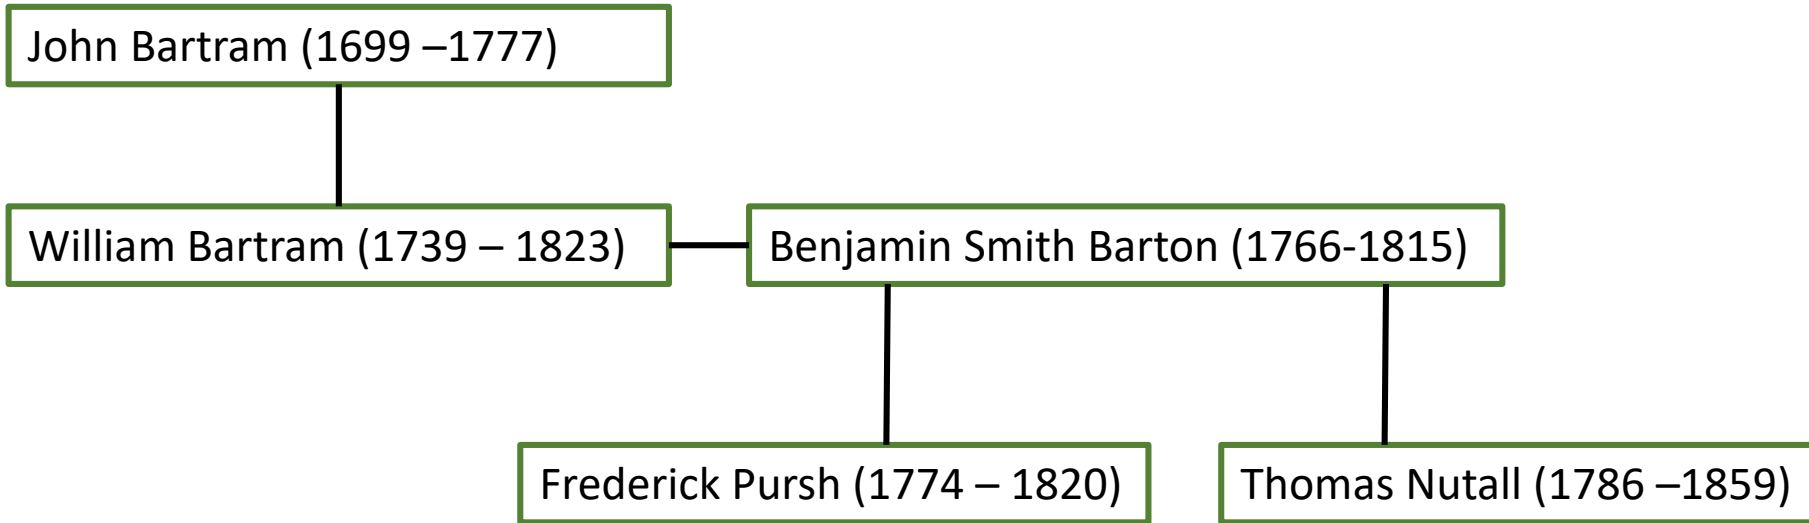 John Bartram (1699 –1777)
William Bartram (1739 – 1823)
Benjamin Smith Barton (1766-1815)
Frederick Pursh (1774 – 1820)
Thomas Nutall (1786 –1859)